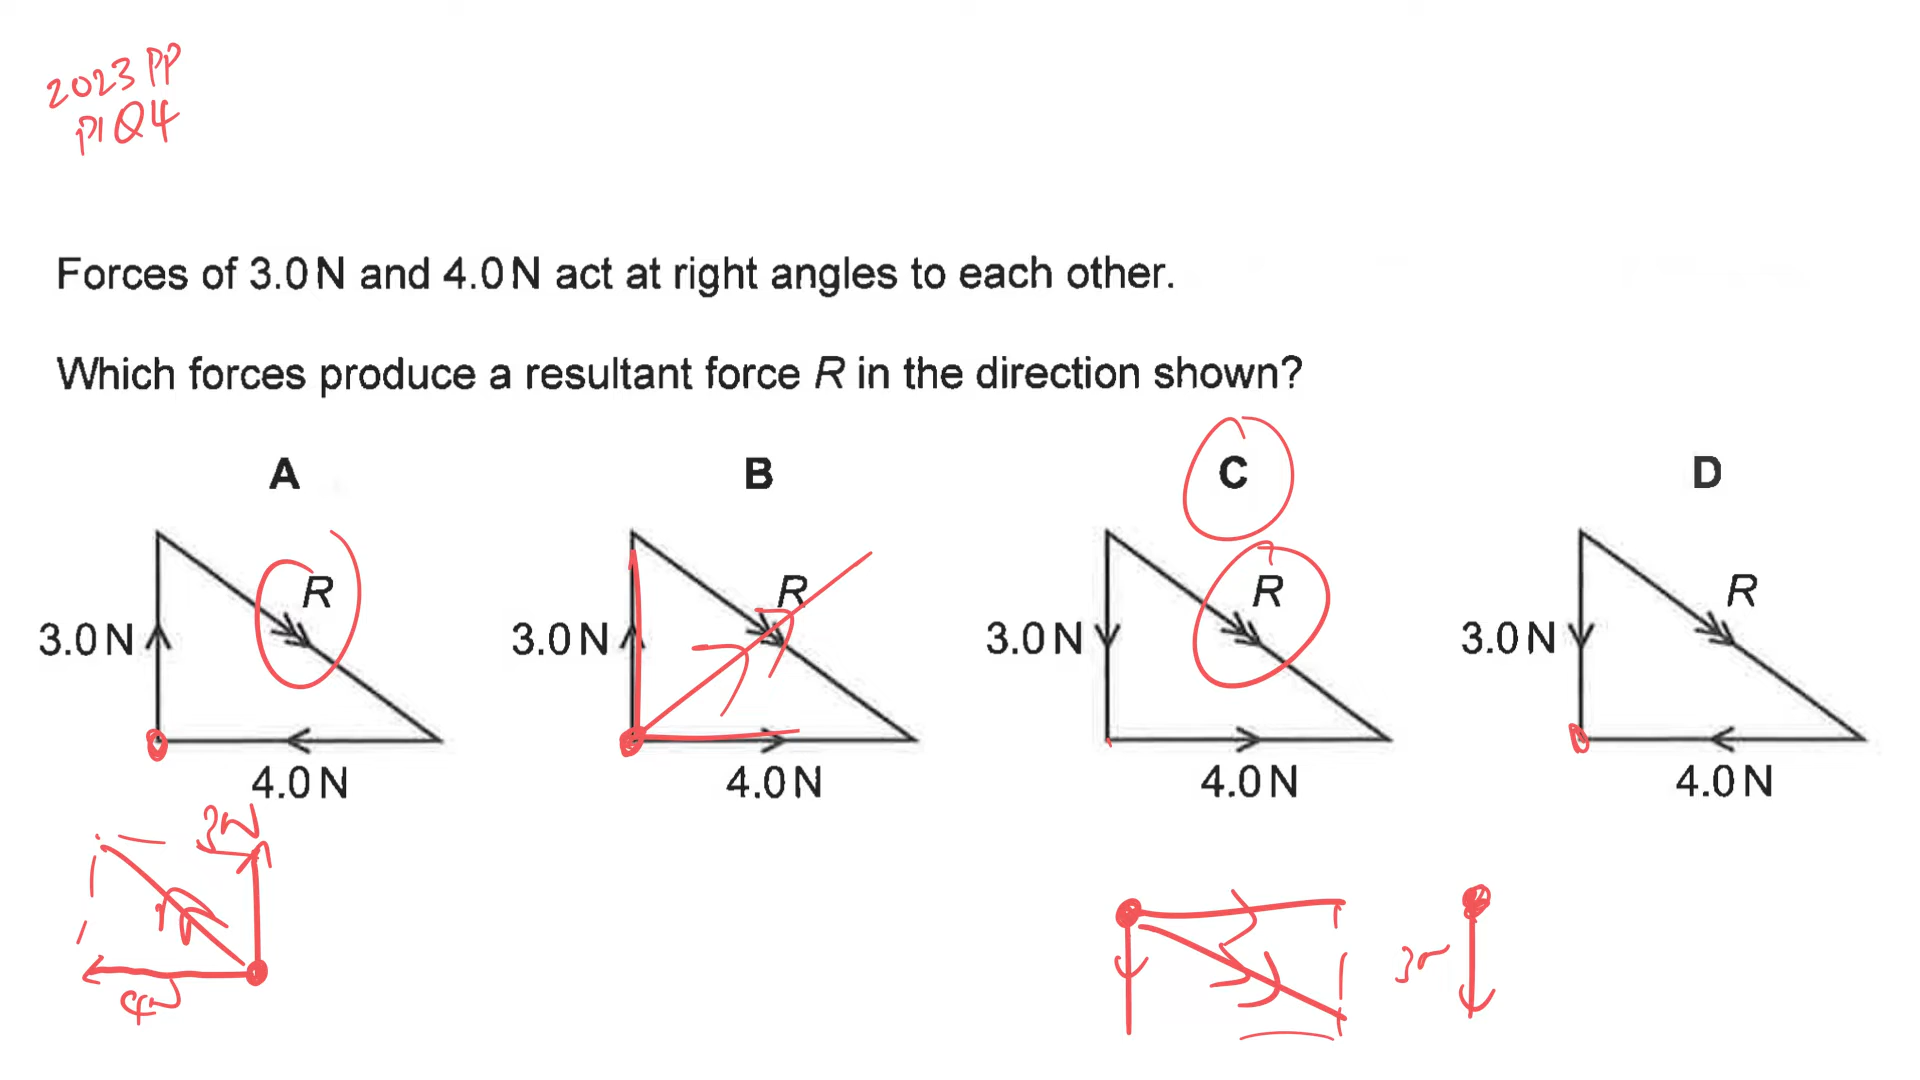 2023 PP
P1 Q4
Forces of 3.0 N and 4.0 N act at right angles to each other.
Which forces produce a resultant force R in the direction shown?
A B C D
R R R R
3.0 N 3.0 N 3.0 N 3.0 N
4.0 N 4.0 N 4.0 N 4.0 N
3N
4N